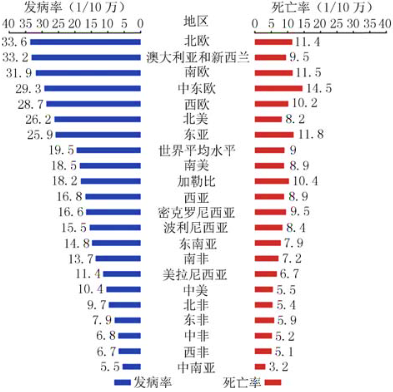 发病率（1/10 万） 死亡率（1/10 万）
40 35 30 25 20 15 10 5 0 地区 0 5 10 15 20 25 30 35 40
33.6 北欧 11.4
33.2 澳大利亚和新西兰 9.5
31.9 南欧 11.5
29.3 中东欧 14.5
28.7 西欧 10.2
26.2 北美 8.2
25.9 东亚 11.8
19.5 世界平均水平 9
18.5 南美 8.9
18.2 加勒比 10.4
16.8 西亚 8.9
16.6 密克罗尼西亚 9.5
15.5 波利尼西亚 8.4
14.8 东南亚 7.9
13.7 南非 7.2
11.4 美拉尼西亚 6.7
10.4 中美 5.5
9.7 北非 5.4
7.9 东非 5.9
6.8 中非 5.2
6.7 西非 5.1
5.5 中南亚 3.2
发病率 死亡率